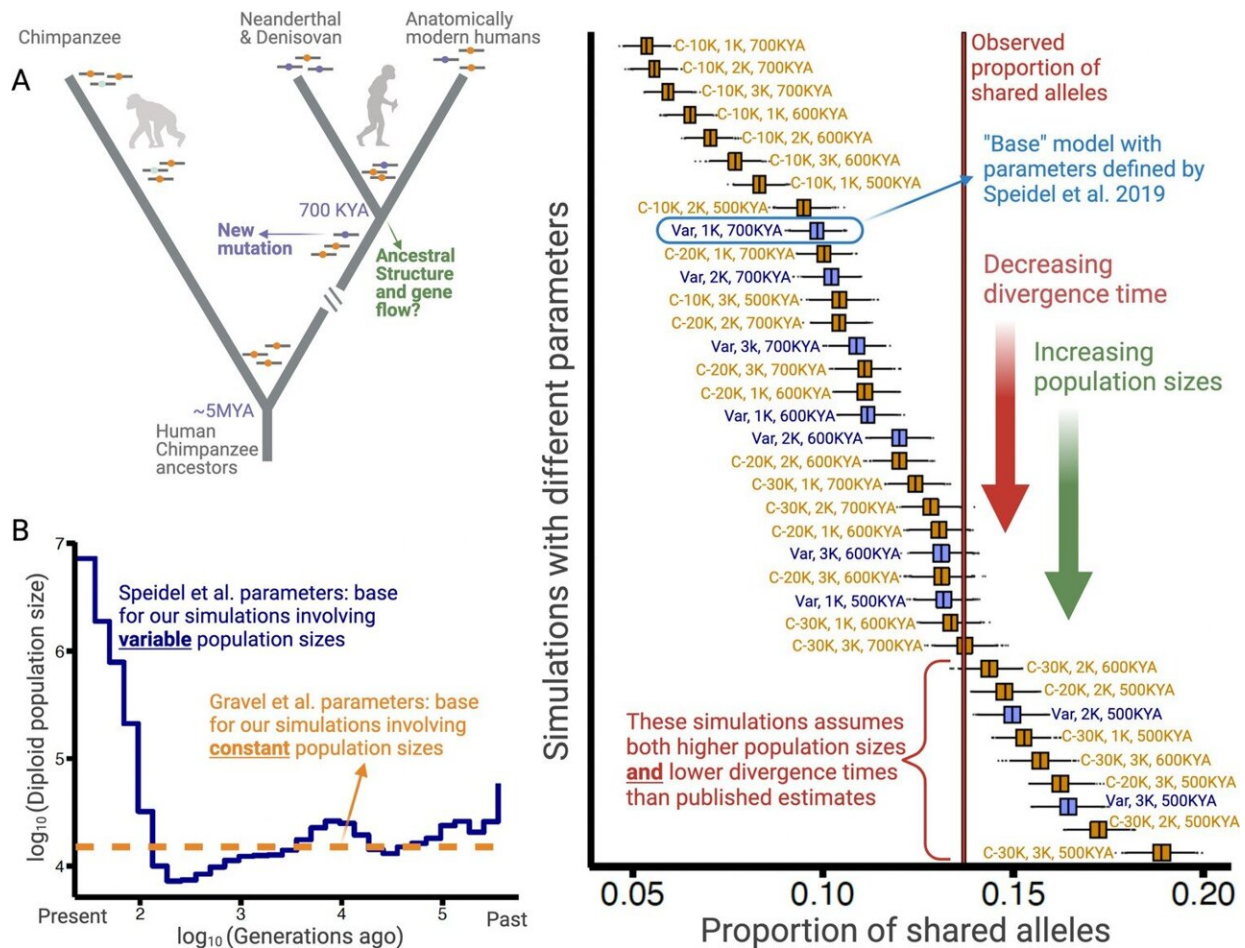 A
Chimpanzee
Neanderthal
& Denisovan
Anatomically
modern humans
700 KYA
New
mutation
Ancestral
Structure
and gene
flow?
~5MYA
Human
Chimpanzee
ancestors
B
log10 (Diploid population size)
7
6
5
4
Speidel et al. parameters: base
for our simulations involving
variable population sizes
Gravel et al. parameters: base
for our simulations involving
constant population sizes
Present
2
3
4
5
Past
log10 (Generations ago)
Simulations with different parameters
C-10K, 1K, 700KYA
C-10K, 2K, 700KYA
C-10K, 3K, 700KYA
C-10K, 1K, 600KYA
C-10K, 2K, 600KYA
C-10K, 3K, 600KYA
C-10K, 1K, 500KYA
C-10K, 2K, 500KYA
Var, 1K, 700KYA
C-20K, 1K, 700KYA
Var, 2K, 700KYA
C-10K, 3K, 500KYA
C-20K, 2K, 700KYA
Var, 3k, 700KYA
C-20K, 3K, 700KYA
C-20K, 1K, 600KYA
Var, 1K, 600KYA
Var, 2K, 600KYA
C-20K, 2K, 600KYA
C-30K, 1K, 700KYA
C-30K, 2K, 700KYA
C-20K, 1K, 600KYA
Var, 3K, 600KYA
C-20K, 3K, 600KYA
Var, 1K, 500KYA
C-30K, 1K, 600KYA
C-30K, 3K, 700KYA
C-30K, 2K, 600KYA
C-20K, 2K, 500KYA
Var, 2K, 500KYA
C-30K, 1K, 500KYA
C-30K, 3K, 600KYA
C-20K, 3K, 500KYA
Var, 3K, 500KYA
C-30K, 2K, 500KYA
C-30K, 3K, 500KYA
Observed
proportion of
shared alleles
"Base" model with
parameters defined by
Speidel et al. 2019
Decreasing
divergence time
Increasing
population sizes
These simulations assumes
both higher population sizes
and lower divergence times
than published estimates
0.05
0.10
0.15
0.20
Proportion of shared alleles